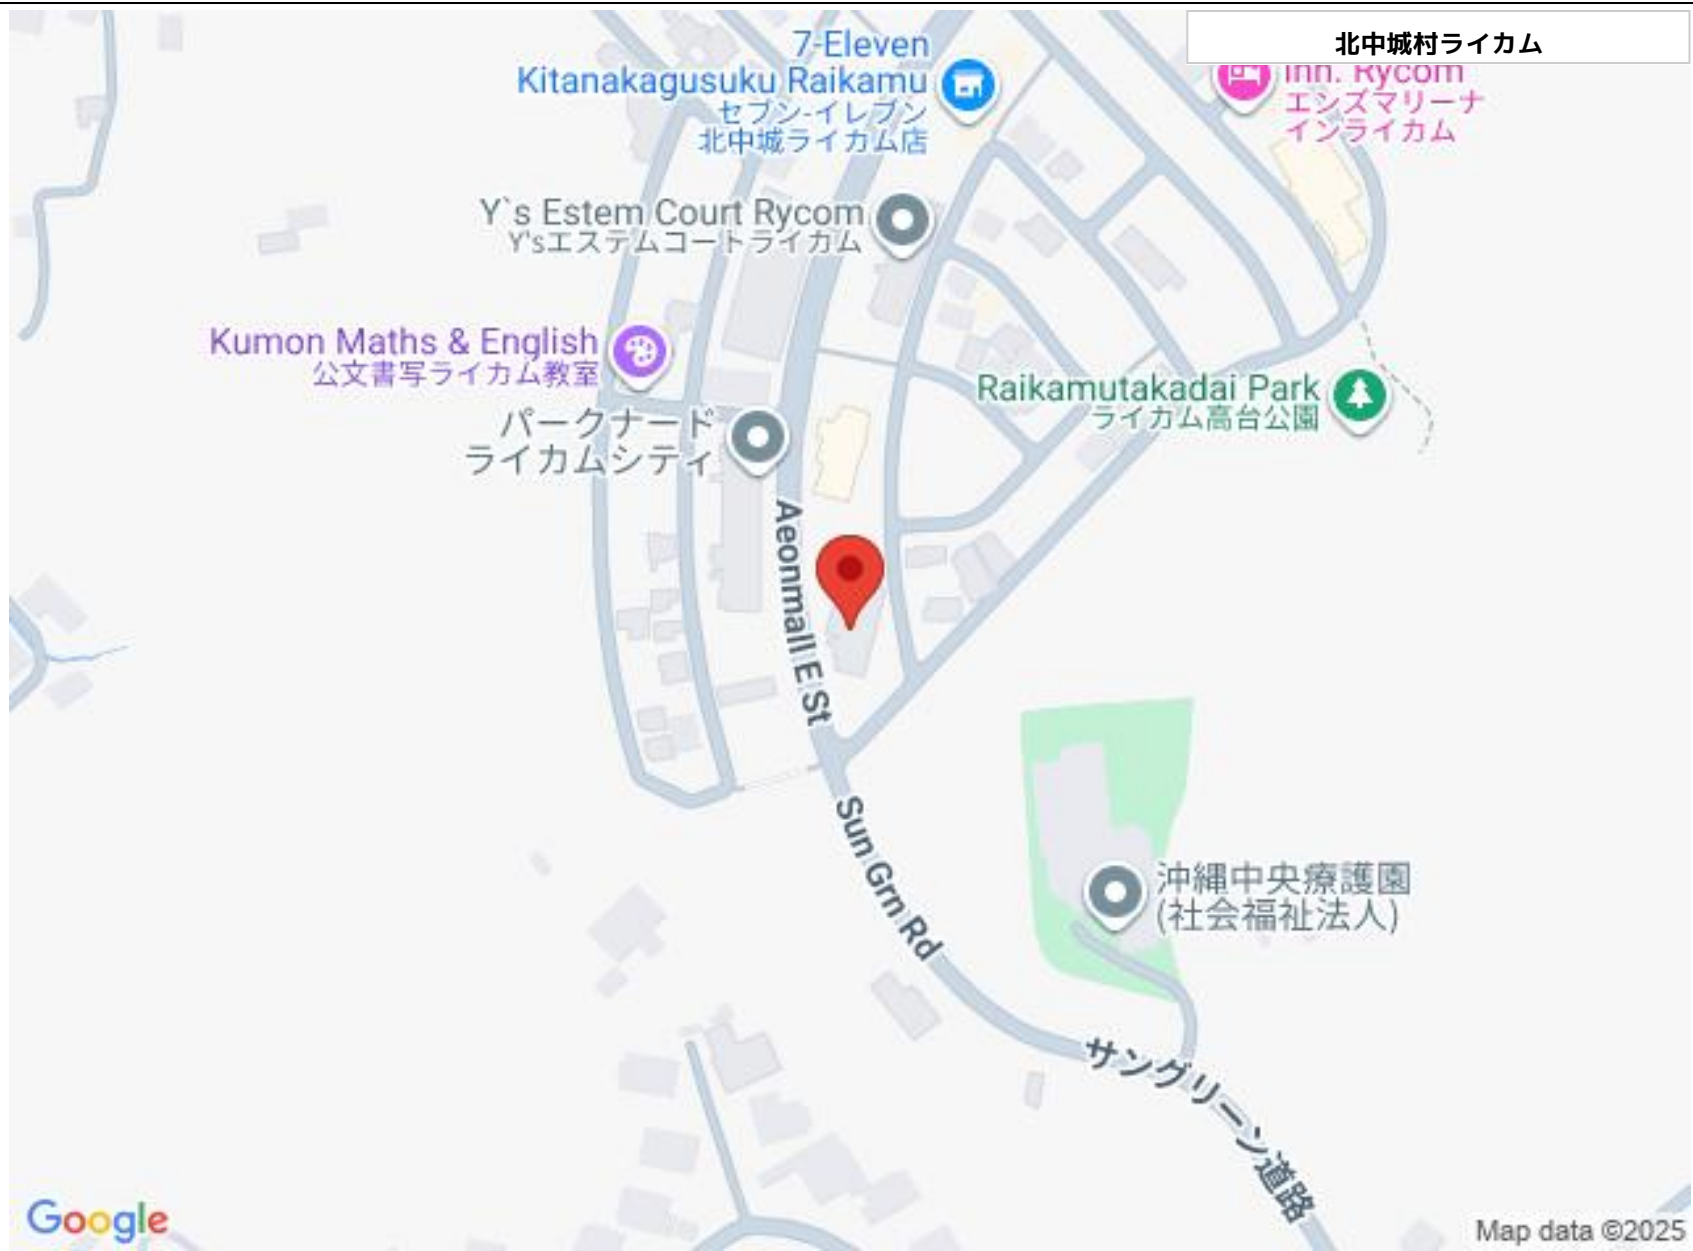 北中城村ライカム
7-Eleven
Kitanakagusuku Raikamu
セブン-イレブン
北中城ライカム店
Inn. Rycom
エンズマリーナ
インライカム
Y`s Estem Court Rycom
Y'sエステムコートライカム
Kumon Maths & English
公文書写ライカム教室
Raikamutakadai Park
ライカム高台公園
パークナード
ライカムシティ
Aeonmall E St
Sun Grn Rd
沖縄中央療護園
(社会福祉法人)
サングリーン道路
Google
Map data ©2025